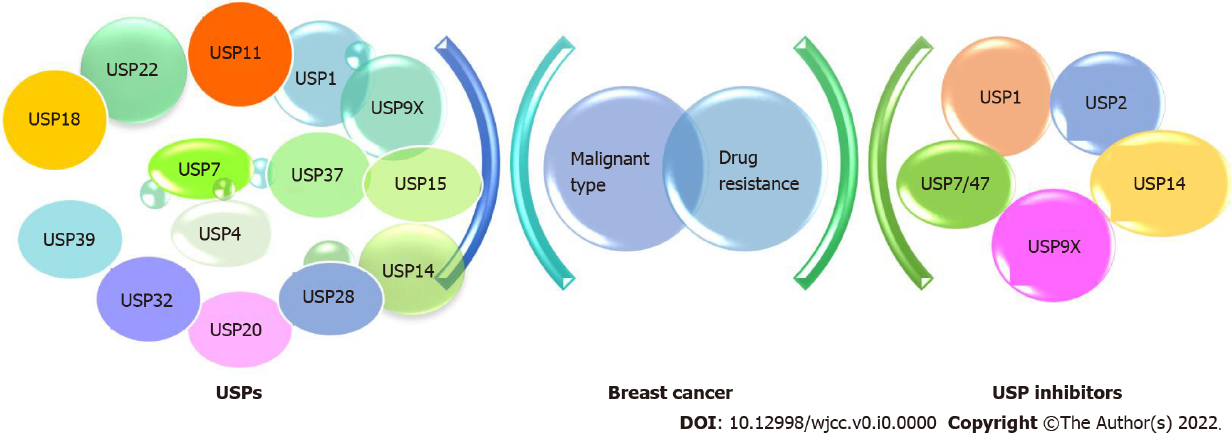 USP11
USP22
USP1
USP9X
USP18
USP7
USP37
USP15
USP39
USP4
USP14
USP32
USP28
USP20
USPs
Malignant
type
Drug
resistance
Breast cancer
USP1
USP2
USP7/47
USP14
USP9X
USP inhibitors
DOI: 10.12998/wjcc.v0.i0.0000 Copyright ©The Author(s) 2022.